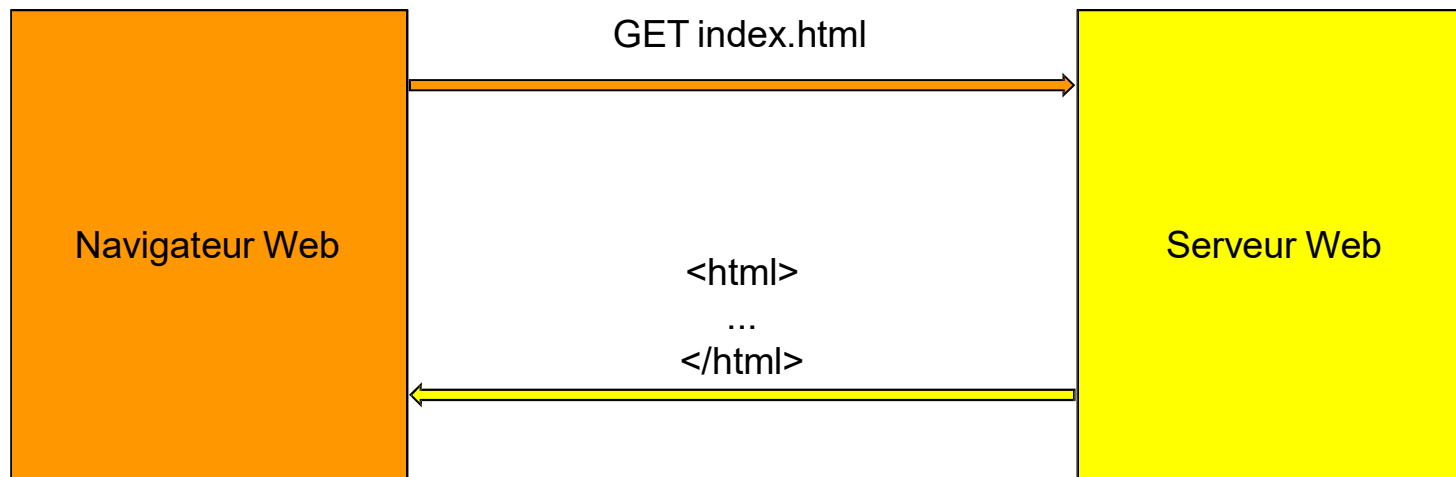 GET index.html
Navigateur Web
<html>
...
</html>
Serveur Web